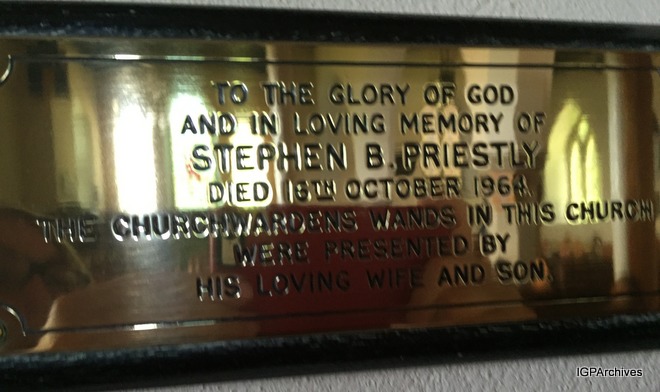 TO THE GLORY OF GOD
AND IN LOVING MEMORY OF
STEPHEN B. PRIESTLY
DIED 16TH OCTOBER 1964.
THE CHURCHWARDENS WANDS IN THIS CHURCH
WERE PRESENTED BY
HIS LOVING WIFE AND SON.
IGPArchives